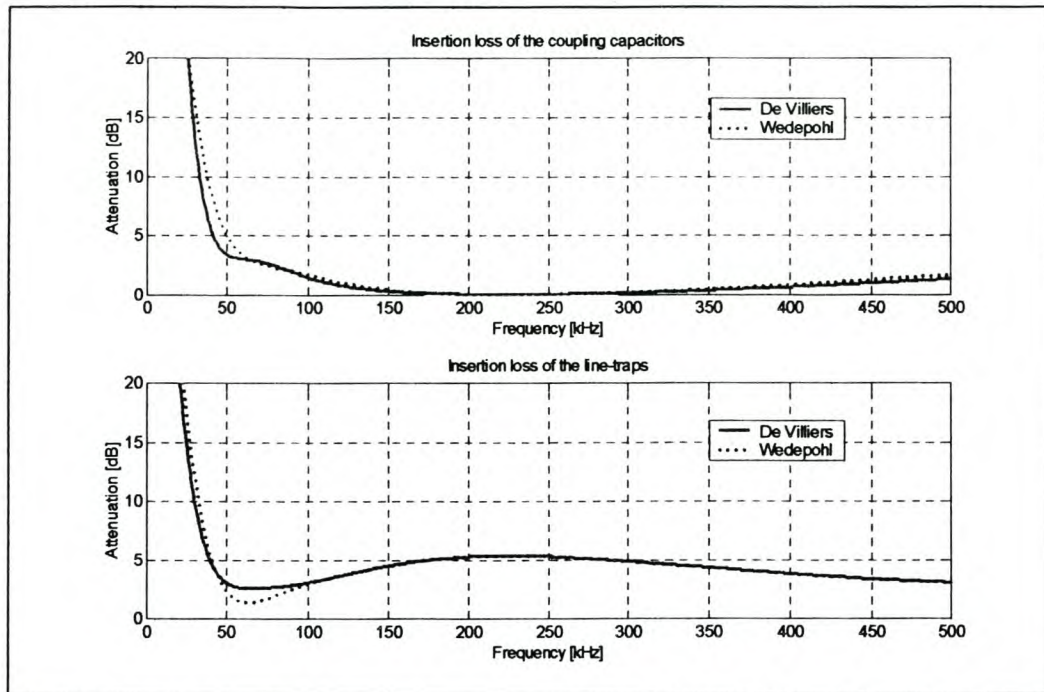 Insertion loss of the coupling capacitors
20
15
10
5
0
Attenuation [dB]
De Villiers
Wedepohl
0 50 100 150 200 250 300 350 400 450 500
Frequency [kHz]
Insertion loss of the line-traps
20
15
10
5
0
Attenuation [dB]
De Villiers
Wedepohl
0 50 100 150 200 250 300 350 400 450 500
Frequency [kHz]